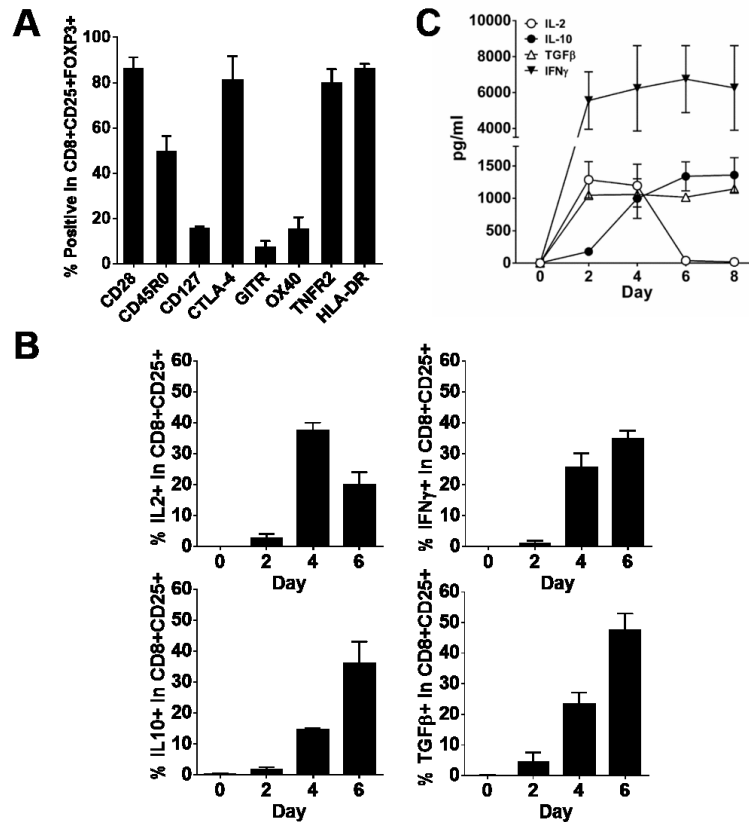 A
% Positive in CD8+CD25+FOXP3+
100
80
60
40
20
0
CD28
CD45R0
CD127
CTLA-4
GITR
OX40
TNFR2
HLA-DR
C
IL-2
IL-10
TGFβ
IFNγ
pg/ml
10000
8000
6000
4000
1500
1000
500
0
0 2 4 6 8
Day
B
% IL2+ In CD8+CD25+
60
50
40
30
20
10
0
0 2 4 6
Day
% IFNγ+ In CD8+CD25+
60
50
40
30
20
10
0
0 2 4 6
Day
% IL10+ In CD8+CD25+
60
50
40
30
20
10
0
0 2 4 6
Day
% TGFβ+ In CD8+CD25+
60
50
40
30
20
10
0
0 2 4 6
Day